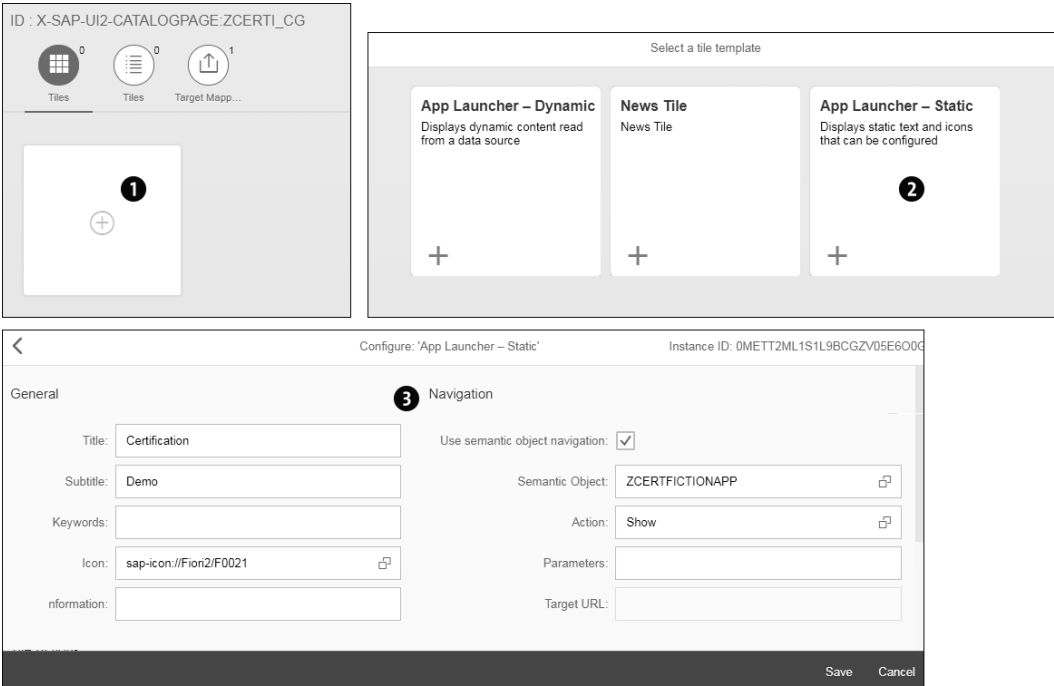 ID : X-SAP-UI2-CATALOGPAGE:ZCERTI_CG
0 0 1
Tiles Tiles Target Mapp...
1
Select a tile template
App Launcher – Dynamic
Displays dynamic content read
from a data source
News Tile
News Tile
App Launcher – Static
Displays static text and icons
that can be configured
2
Configure: 'App Launcher – Static' Instance ID: 0METT2ML1S1L9BCGZV05E6O0G
General 3 Navigation
Title: Certification Use semantic object navigation:
Subtitle: Demo Semantic Object: ZCERTFICTIONAPP
Keywords: Action: Show
Icon: sap-icon://Fiori2/F0021 Parameters:
nformation: Target URL:
Save Cancel